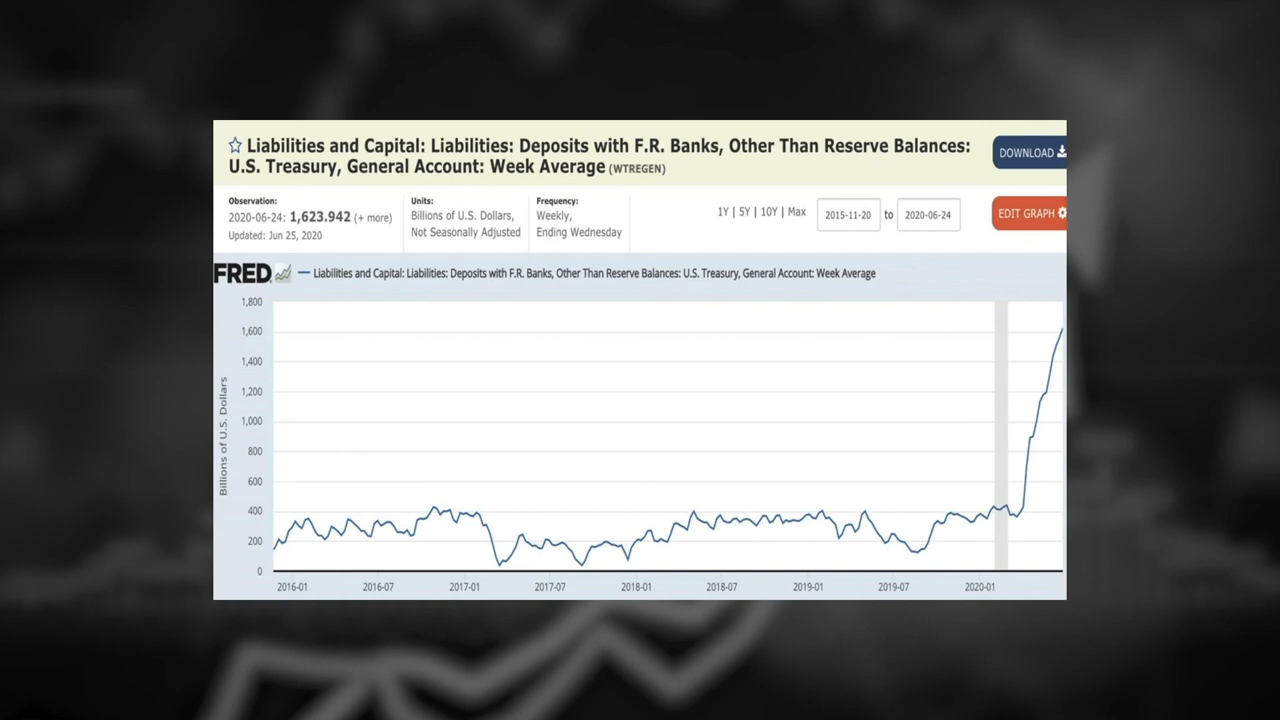 Liabilities and Capital: Liabilities: Deposits with F.R. Banks, Other Than Reserve Balances:
U.S. Treasury, General Account: Week Average (WTREGEN)
DOWNLOAD
Observation:
2020-06-24: 1,623.942 (+ more)
Updated: Jun 25, 2020
Units:
Billions of U.S. Dollars,
Not Seasonally Adjusted
Frequency:
Weekly,
Ending Wednesday
1Y | 5Y | 10Y | Max
2015-11-20 to 2020-06-24
EDIT GRAPH
FRED
Liabilities and Capital: Liabilities: Deposits with F.R. Banks, Other Than Reserve Balances: U.S. Treasury, General Account: Week Average
Billions of U.S. Dollars
1,800
1,600
1,400
1,200
1,000
800
600
400
200
0
2016-01 2016-07 2017-01 2017-07 2018-01 2018-07 2019-01 2019-07 2020-01